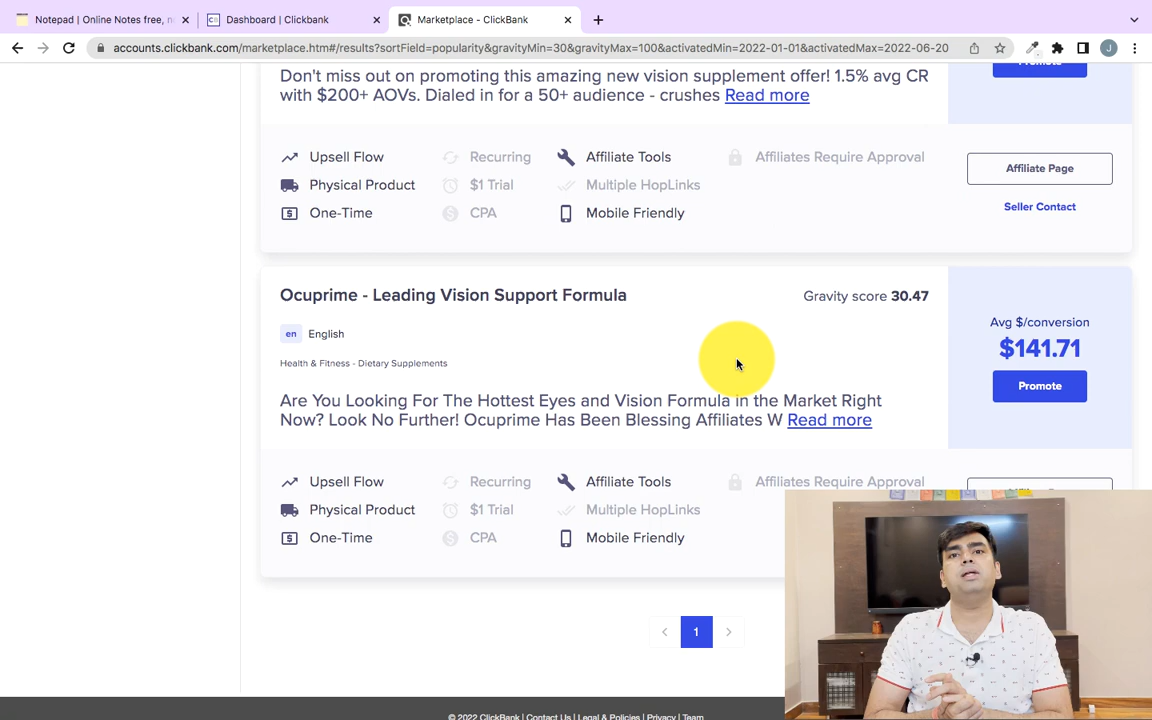 Notepad | Online Notes free, n
Dashboard | Clickbank
Marketplace - ClickBank
accounts.clickbank.com/marketplace.htm#/results?sortField=popularity&gravityMin=30&gravityMax=100&activatedMin=2022-01-01&activatedMax=2022-06-20
J
Don't miss out on promoting this amazing new vision supplement offer! 1.5% avg CR
with $200+ AOVs. Dialed in for a 50+ audience - crushes Read more
Upsell Flow
Recurring
Affiliate Tools
Affiliates Require Approval
Physical Product
$1 Trial
Multiple HopLinks
One-Time
CPA
Mobile Friendly
Affiliate Page
Seller Contact
Ocuprime - Leading Vision Support Formula
Gravity score 30.47
en English
Health & Fitness - Dietary Supplements
Are You Looking For The Hottest Eyes and Vision Formula in the Market Right
Now? Look No Further! Ocuprime Has Been Blessing Affiliates W Read more
Avg $/conversion
$141.71
Promote
Upsell Flow
Recurring
Affiliate Tools
Affiliates Require Approval
Physical Product
$1 Trial
Multiple HopLinks
One-Time
CPA
Mobile Friendly
< 1 >
© 2022 ClickBank | Contact Us | Legal & Policies | Privacy | Team